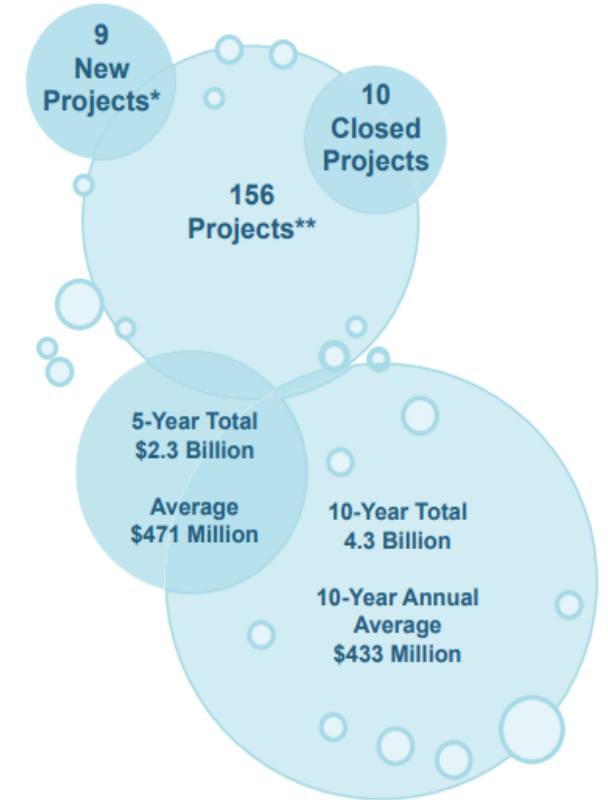 9
New
Projects*
10
Closed
Projects
156
Projects**
5-Year Total
$2.3 Billion
Average
$471 Million
10-Year Total
4.3 Billion
10-Year Annual
Average
$433 Million